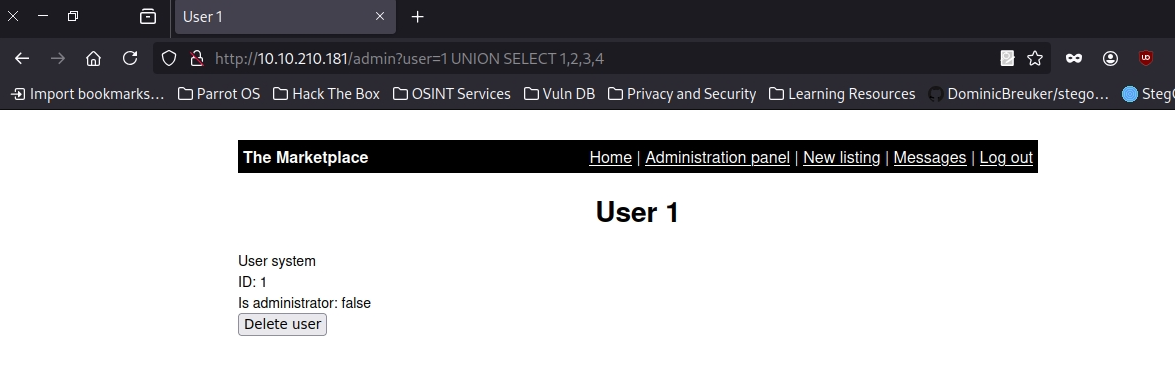 User 1
http://10.10.210.181/admin?user=1 UNION SELECT 1,2,3,4
Import bookmarks... Parrot OS Hack The Box OSINT Services Vuln DB Privacy and Security Learning Resources DominicBreuker/stego... Steg
The Marketplace Home | Administration panel | New listing | Messages | Log out
User 1
User system
ID: 1
Is administrator: false
Delete user